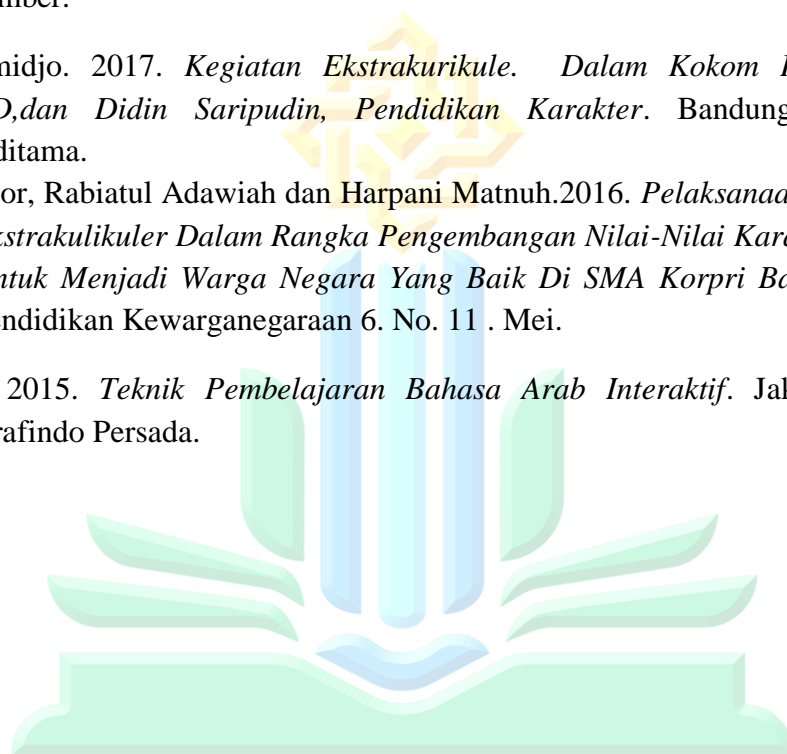 midjo. 2017. Kegiatan Ekstrakurikule. Dalam Kokom
D,dan Didin Saripudin, Pendidikan Karakter. Bandung
ditama.
or, Rabiatul Adawiah dan Harpani Matnuh.2016. Pelaksanaa
kstrakulikuler Dalam Rangka Pengembangan Nilai-Nilai Kara
ntuk Menjadi Warga Negara Yang Baik Di SMA Korpri Ba
endidikan Kewarganegaraan 6. No. 11 . Mei.
2015. Teknik Pembelajaran Bahasa Arab Interaktif. Jak
rafindo Persada.